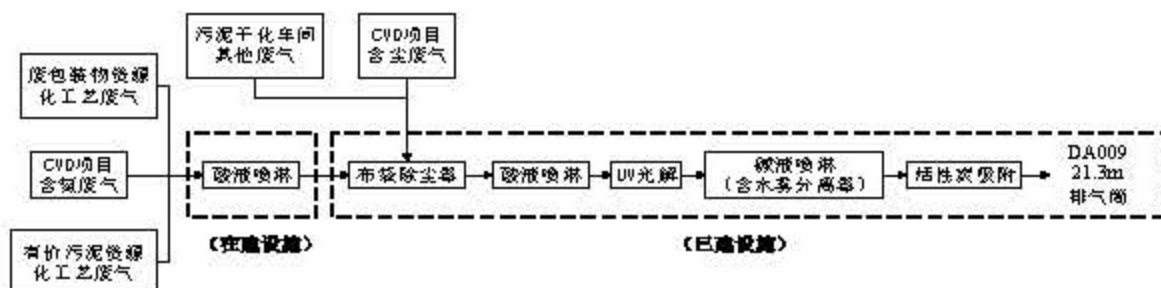 污泥干化车间
其他废气
CVD项目
含尘废气
废包装物资源
化工艺废气
CVD项目
含氨废气
有价污泥资源
化工艺废气
酸液喷淋
布袋除尘器
酸液喷淋
UV光解
碱液喷淋
（含水雾分离器）
活性炭吸附
DA009
21.3m
排气筒
（在建设施）
（已建设施）